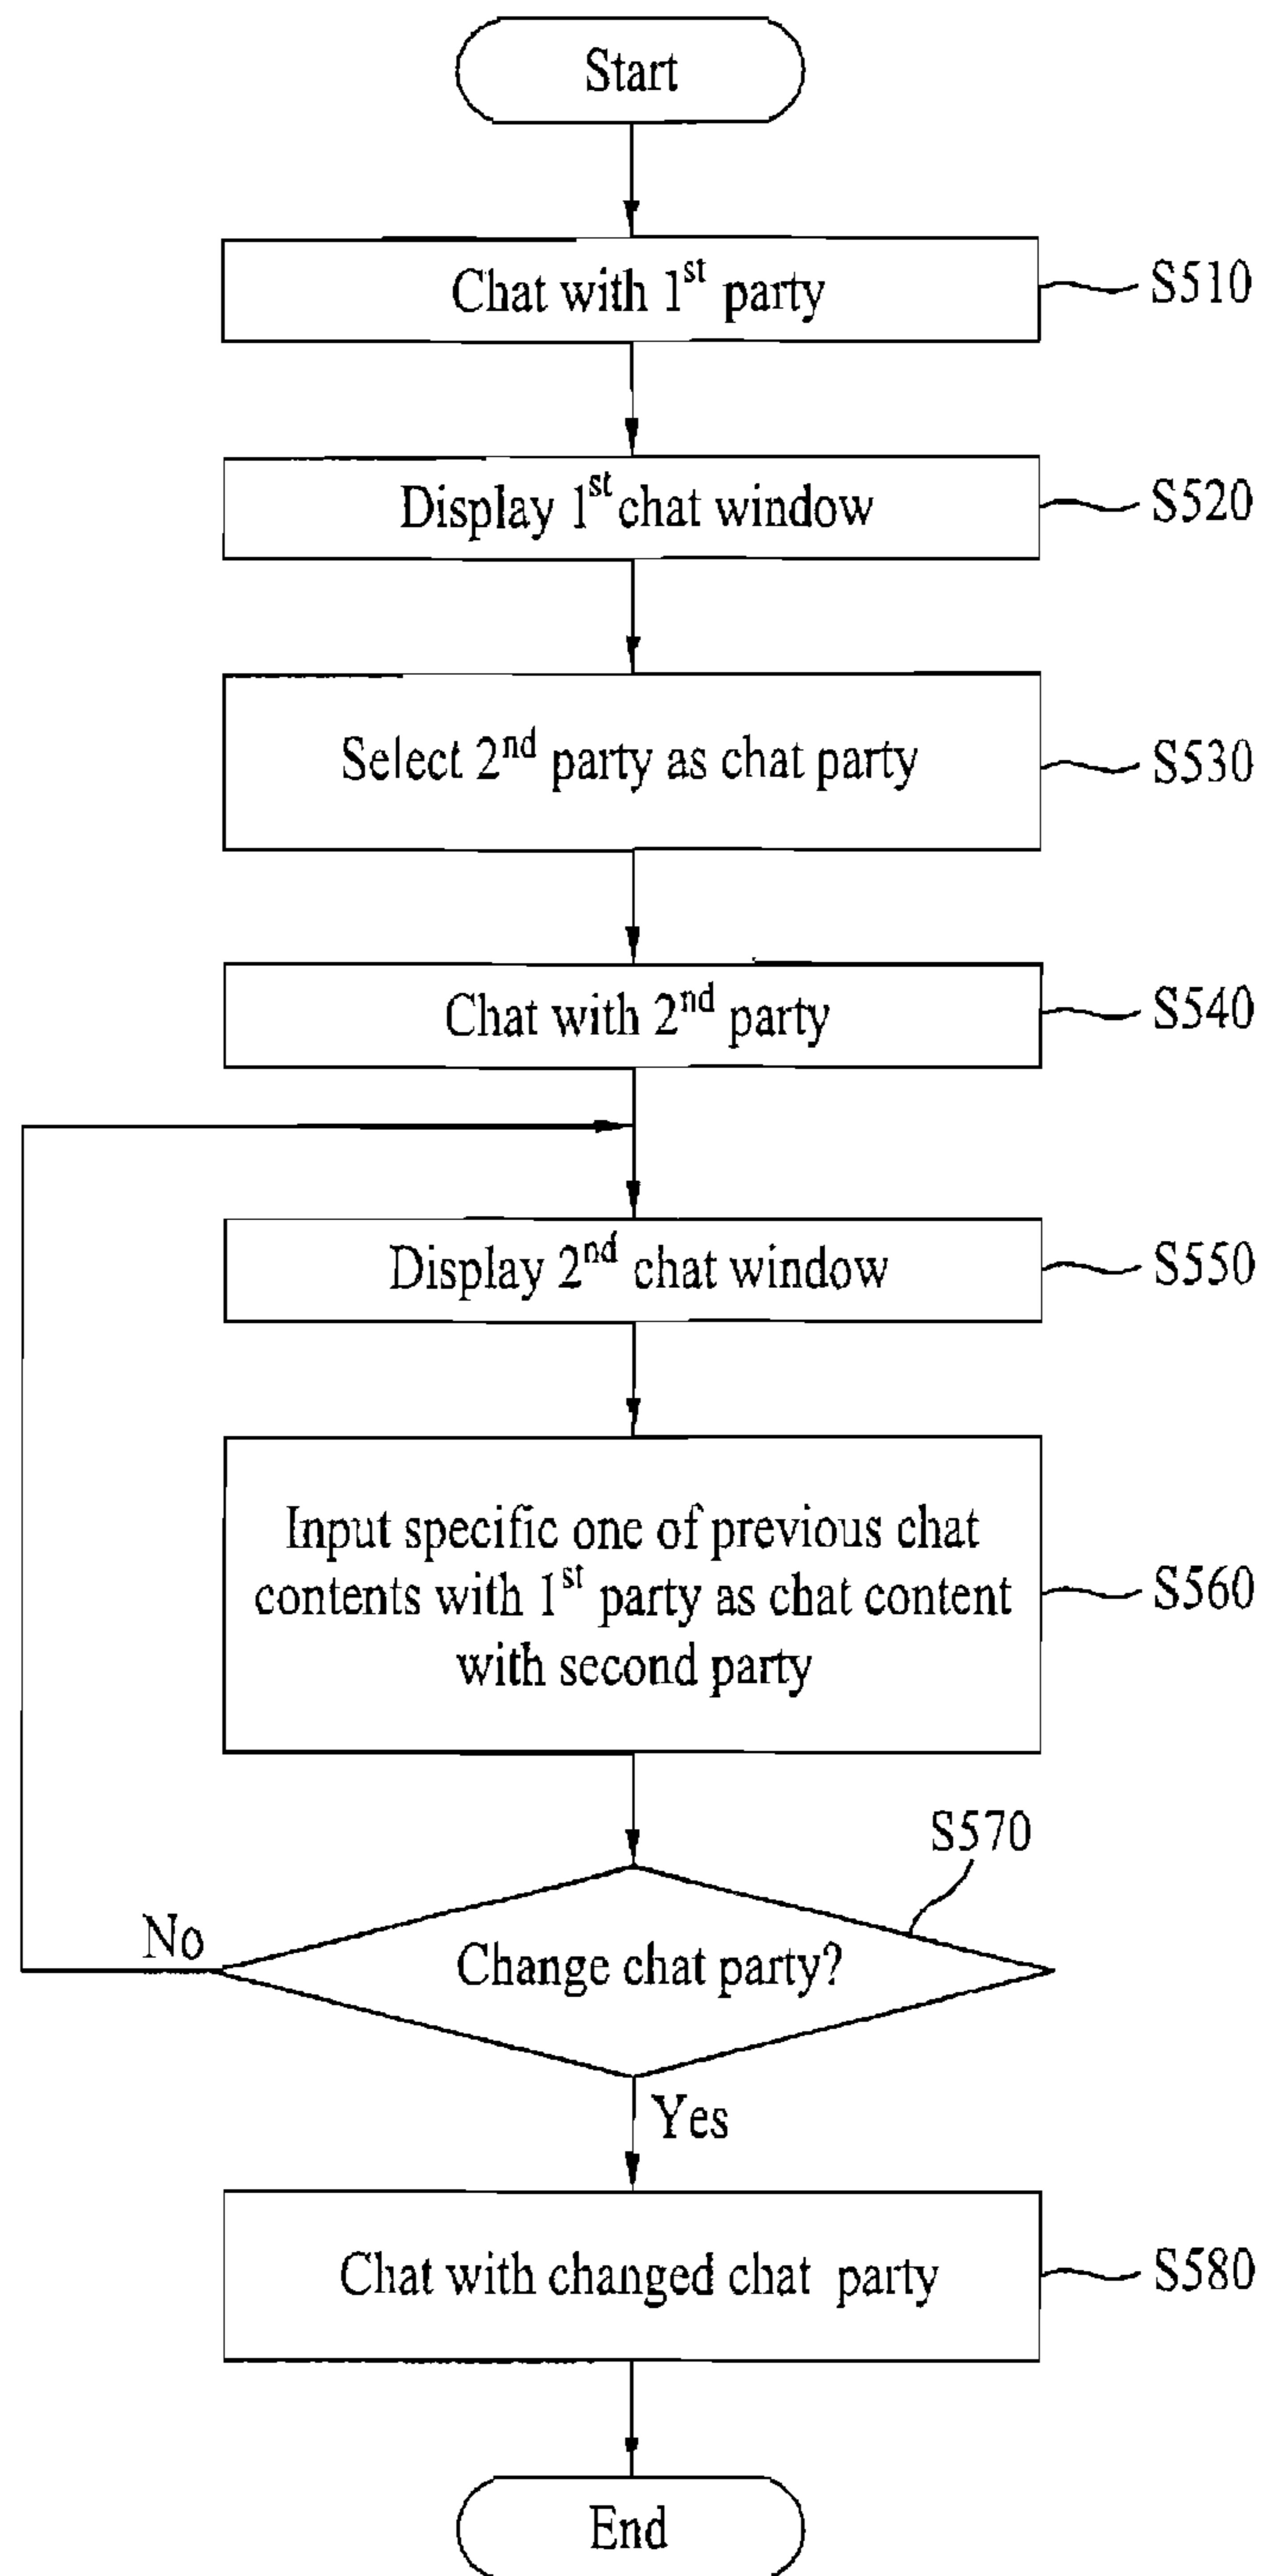 Start
Chat with 1st party
S510
Display 1st chat window
S520
Select 2nd party as chat party
S530
Chat with 2nd party
S540
Display 2nd chat window
S550
Input specific one of previous chat
contents with 1st party as chat content
with second party
S560
S570
No
Change chat party?
Yes
Chat with changed chat party
S580
End